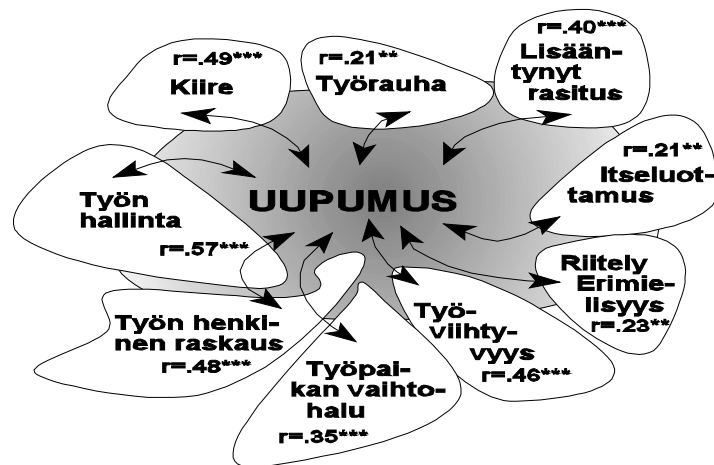 r=.49***
Kiire
r=.21**
Työrauha
r=.40***
Lisään-
tynyt
rasitus
r=.21**
Itseluot-
tamus
Työn
hallinta
r=.57***
UUPUMUS
Riitely
Erimie-
lisyys
r=.23**
Työn henki-
nen raskaus
r=.48***
Työpai-
kan vaihto-
halu
r=.35***
Työ-
viihty-
vyys
r=.46***